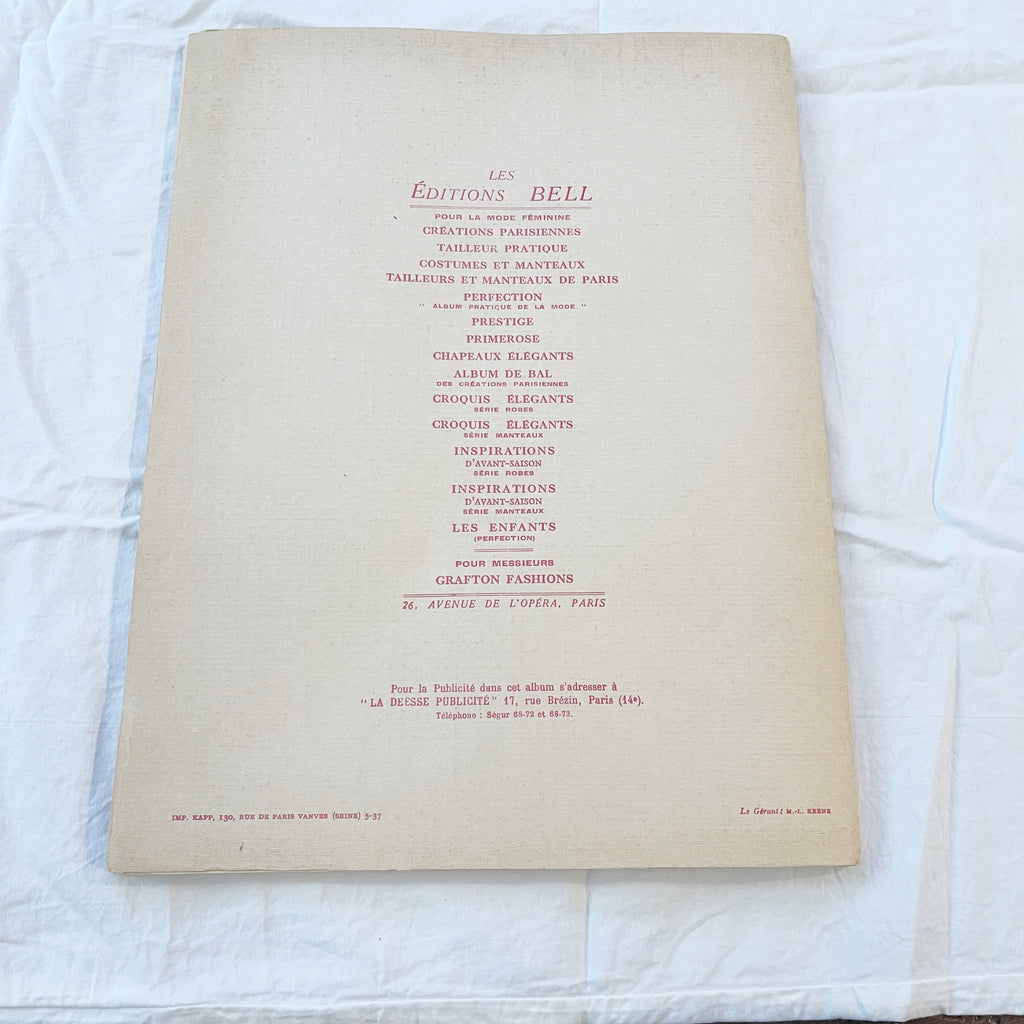 LES
ÉDITIONS BELL
POUR LA MODE FÉMININE
CRÉATIONS PARISIENNES
TAILLEUR PRATIQUE
COSTUMES ET MANTEAUX
TAILLEURS ET MANTEAUX DE PARIS
PERFECTION
" ALBUM PRATIQUE DE LA MODE "
PRESTIGE
PRIMEROSE
CHAPEAUX ÉLÉGANTS
ALBUM DE BAL
DES CRÉATIONS PARISIENNES
CROQUIS ÉLÉGANTS
SÉRIE ROBES
CROQUIS ÉLÉGANTS
SÉRIE MANTEAUX
INSPIRATIONS
D'AVANT-SAISON
SÉRIE ROBES
INSPIRATIONS
D'AVANT-SAISON
SÉRIE MANTEAUX
LES ENFANTS
(PERFECTION)
POUR MESSIEURS
GRAFTON FASHIONS
26, AVENUE DE L'OPÉRA, PARIS
Pour la Publicité dans cet album s'adresser à
"LA DEESSE PUBLICITÉ" 17, rue Brézin, Paris (14e).
Téléphone : Ségur 68-72 et 68-73.
IMP. KAPP, 130, RUE DE PARIS VANVES (SEINE) 5-37
Le Gérant : M.-L. KEENE